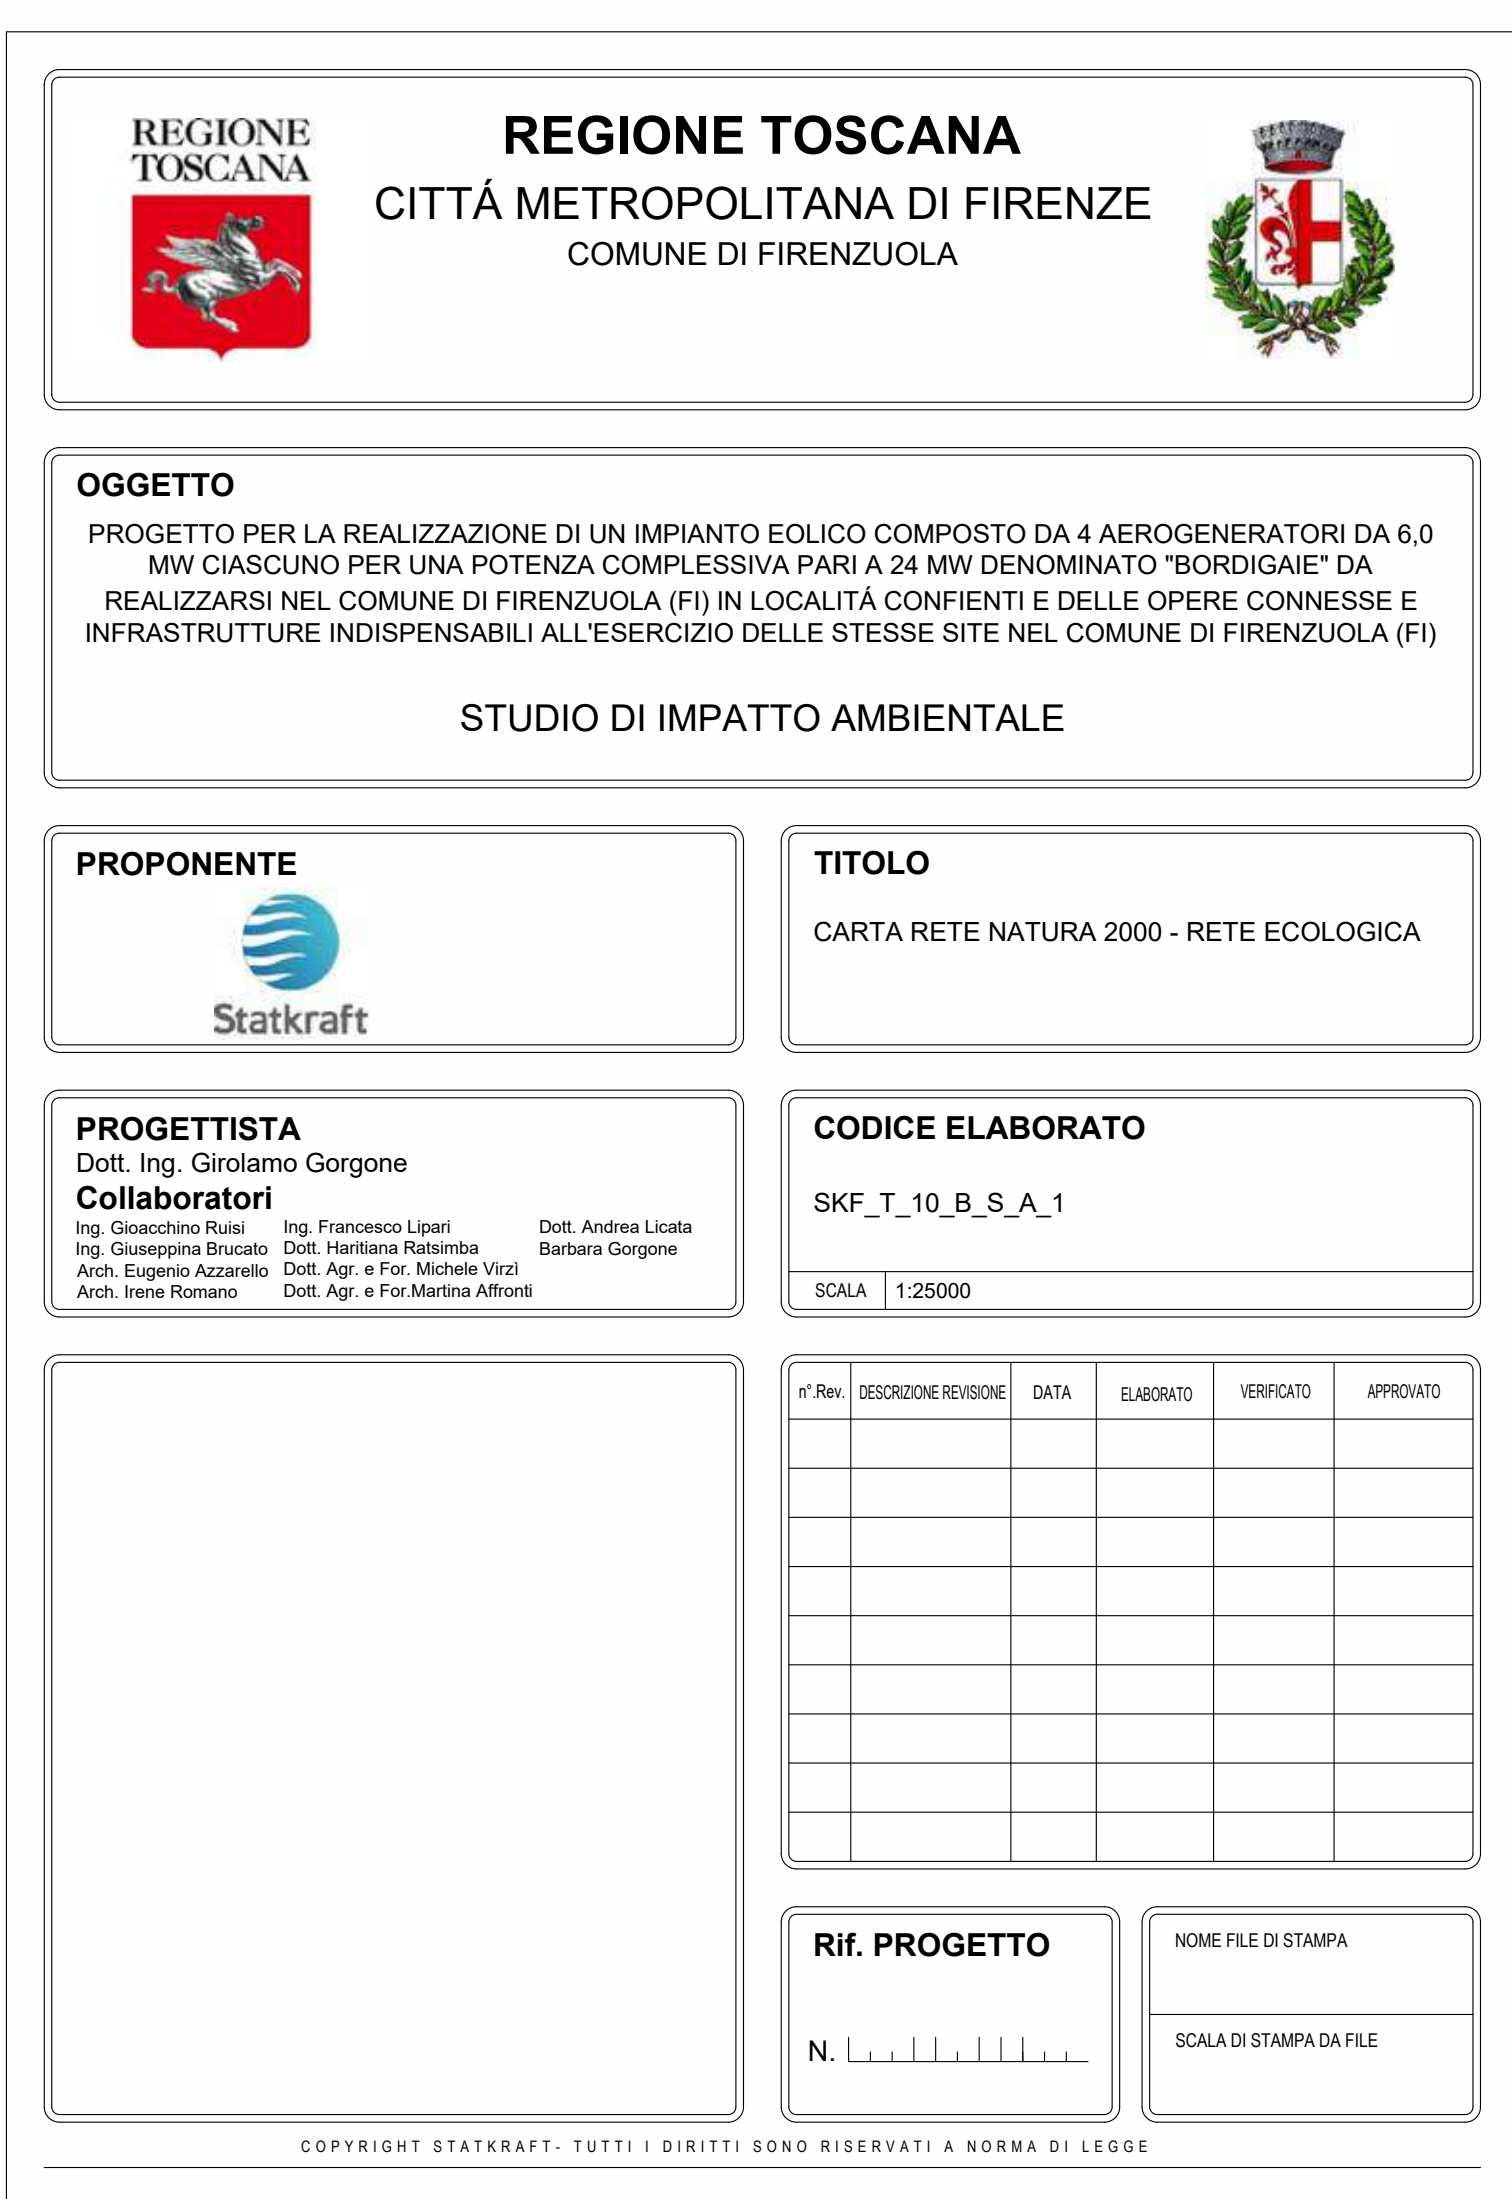 REGIONE
TOSCANA
REGIONE TOSCANA
CITTÁ METROPOLITANA DI FIRENZE
COMUNE DI FIRENZUOLA
OGGETTO
PROGETTO PER LA REALIZZAZIONE DI UN IMPIANTO EOLICO COMPOSTO DA 4 AEROGENERATORI DA 6,0
MW CIASCUNO PER UNA POTENZA COMPLESSIVA PARI A 24 MW DENOMINATO "BORDIGAIE" DA
REALIZZARSI NEL COMUNE DI FIRENZUOLA (FI) IN LOCALITÁ CONFIENTI E DELLE OPERE CONNESSE E
INFRASTRUTTURE INDISPENSABILI ALL'ESERCIZIO DELLE STESSE SITE NEL COMUNE DI FIRENZUOLA (FI)
STUDIO DI IMPATTO AMBIENTALE
PROPONENTE
Statkraft
TITOLO
CARTA RETE NATURA 2000 - RETE ECOLOGICA
PROGETTISTA
Dott. Ing. Girolamo Gorgone
Collaboratori
Ing. Gioacchino Ruisi Ing. Francesco Lipari Dott. Andrea Licata
Ing. Giuseppina Brucato Dott. Haritiana Ratsimba Barbara Gorgone
Arch. Eugenio Azzarello Dott. Agr. e For. Michele Virzì
Arch. Irene Romano Dott. Agr. e For.Martina Affronti
CODICE ELABORATO
SKF_T_10_B_S_A_1
SCALA 1:25000
n°.Rev. DESCRIZIONE REVISIONE DATA ELABORATO VERIFICATO APPROVATO
Rif. PROGETTO
N.
NOME FILE DI STAMPA
SCALA DI STAMPA DA FILE
COPYRIGHT STATKRAFT- TUTTI I DIRITTI SONO RISERVATI A NORMA DI LEGGE